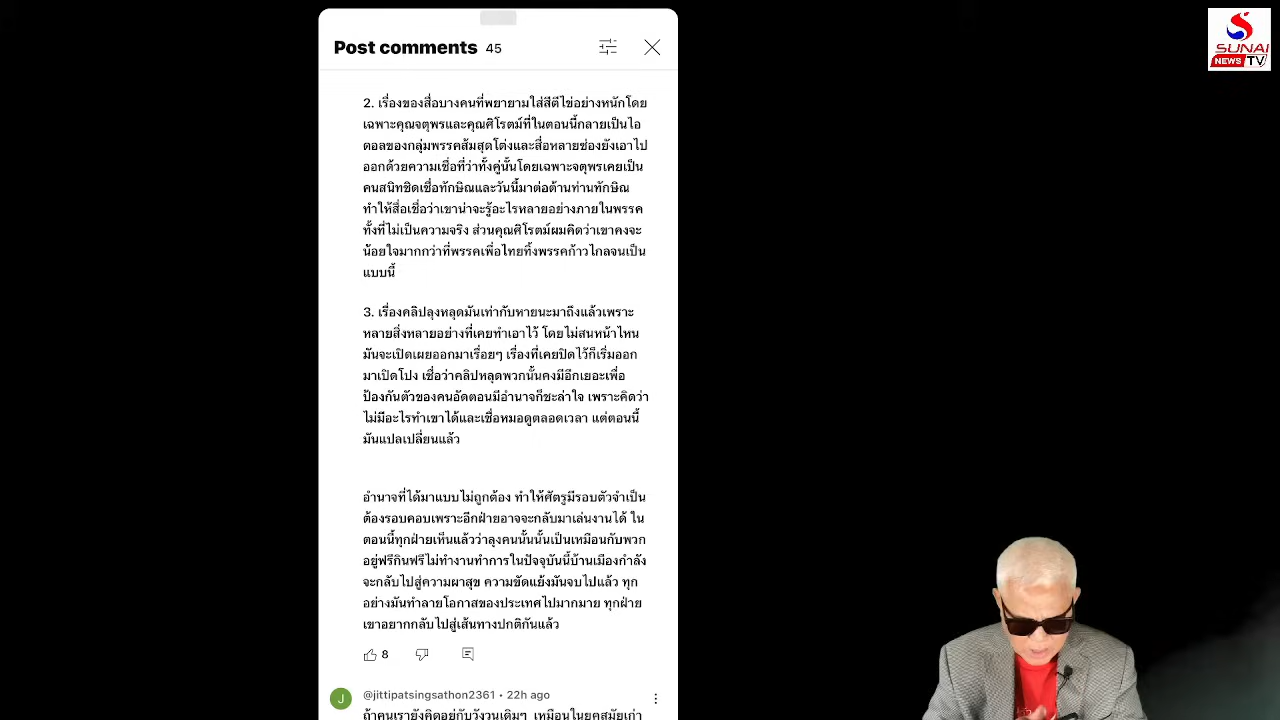 Post comments 45
SUNAI
NEWS TV
2. เรื่องของสื่อบางคนที่พยายามใส่สีตีไข่อย่างหนักโดย
เฉพาะคุณจตุพรและคุณศิโรตม์ที่ในตอนนี้กลายเป็นไอ
ดอลของกลุ่มพรรคส้มสุดโต่งและสื่อหลายช่องยังเอาไป
ออกด้วยความเชื่อที่ว่าทั้งคู่นั้นโดยเฉพาะจตุพรเคยเป็น
คนสนิทชิดเชื่อทักษิณและวันนี้มาต่อต้านท่านทักษิณ
ทำให้สื่อเชื่อว่าเขาน่าจะรู้อะไรหลายอย่างภายในพรรค
ทั้งที่ไม่เป็นความจริง ส่วนคุณศิโรตม์ผมคิดว่าเขาคงจะ
น้อยใจมากกว่าที่พรรคเพื่อไทยทิ้งพรรคก้าวไกลจนเป็น
แบบนี้
3. เรื่องคลิปลุงหลุดมันเท่ากับหายนะมาถึงแล้วเพราะ
หลายสิ่งหลายอย่างที่เคยทำเอาไว้ โดยไม่สนหน้าไหน
มันจะเปิดเผยออกมาเรื่อยๆ เรื่องที่เคยปิดไว้ก็เริ่มออก
มาเปิดโปง เชื่อว่าคลิปหลุดพวกนั้นคงมีอีกเยอะเพื่อ
ป้องกันตัวของคนอัดตอนมีอำนาจก็ชะล่าใจ เพราะคิดว่า
ไม่มีอะไรทำเขาได้และเชื่อหมอดูตลอดเวลา แต่ตอนนี้
มันแปลเปลี่ยนแล้ว
อำนาจที่ได้มาแบบไม่ถูกต้อง ทำให้ศัตรูมีรอบตัวจำเป็น
ต้องรอบคอบเพราะอีกฝ่ายอาจจะกลับมาเล่นงานได้ ใน
ตอนนี้ทุกฝ่ายเห็นแล้วว่าลุงคนนั้นนั้นเป็นเหมือนกับพวก
อยู่ฟรีกินฟรีไม่ทำงานทำการในปัจจุบันนี้บ้านเมืองกำลัง
จะกลับไปสู่ความผาสุข ความขัดแย้งมันจบไปแล้ว ทุก
อย่างมันทำลายโอกาสของประเทศไปมากมาย ทุกฝ่าย
เขาอยากกลับไปสู่เส้นทางปกติกันแล้ว
8
J @jittipatsingsathon2361 • 22h ago
ถ้าคนเรายังคิดอยู่กับวังวนเดิมๆ เหมือนในยุคสมัยเก่า